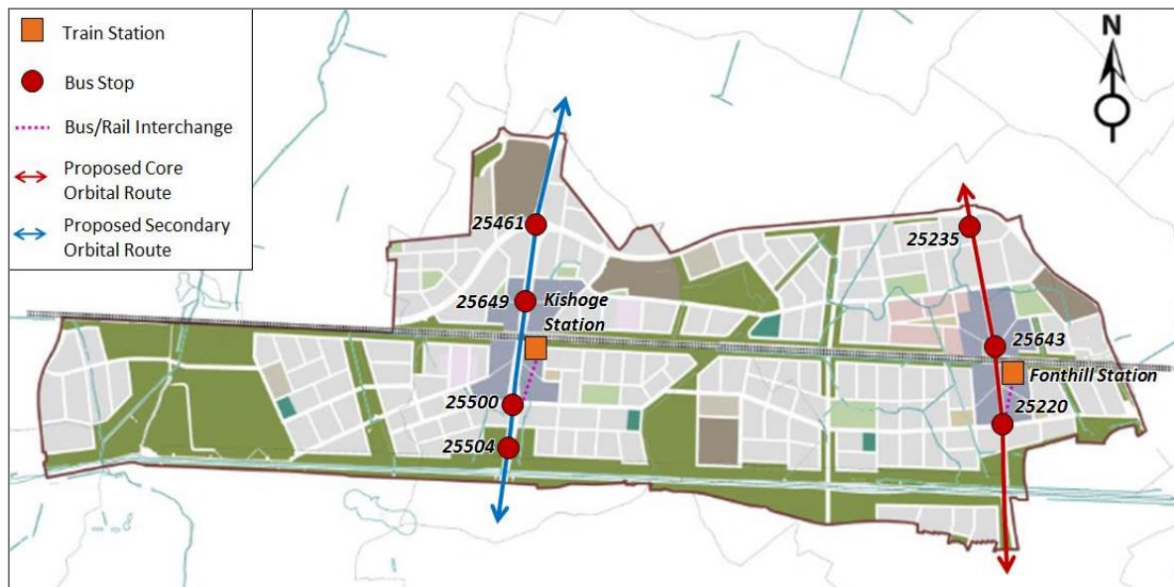 Train Station
Bus Stop
Bus/Rail Interchange
Proposed Core
Orbital Route
Proposed Secondary
Orbital Route
N
25461
25235
25649
Kishoge
Station
25643
Fonthill Station
25500
25220
25504